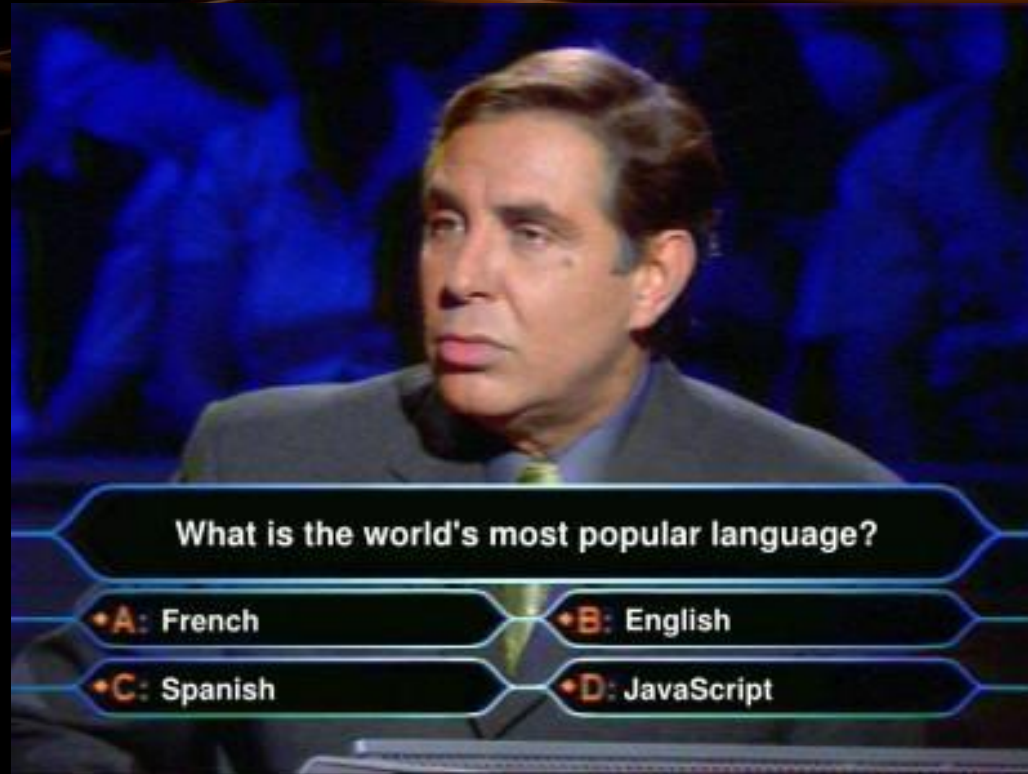 What is the world's most popular language?
A: French
B: English
C: Spanish
D: JavaScript